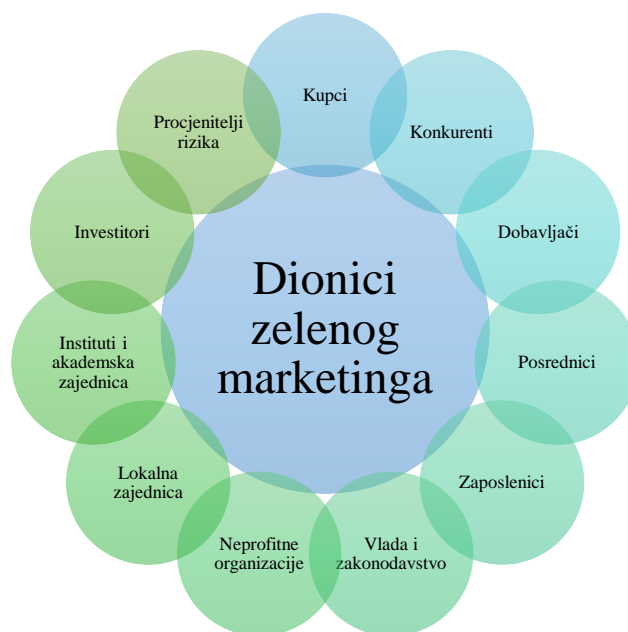 Dionici
zelenog
marketinga
Kupci
Konkurenti
Dobavljači
Posrednici
Zaposlenici
Vlada i
zakonodavstvo
Neprofitne
organizacije
Lokalna
zajednica
Instituti i
akademska
zajednica
Investitori
Procjenitelji
rizika